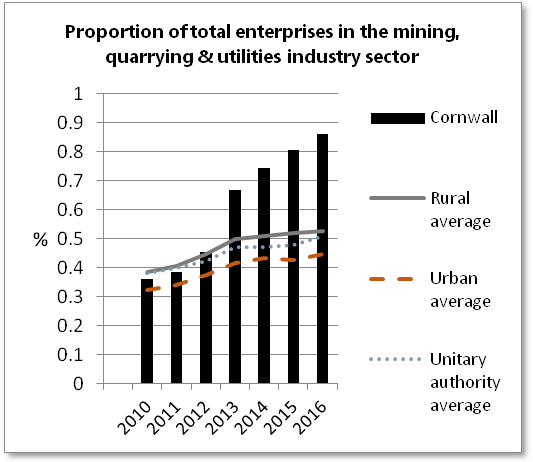 Proportion of total enterprises in the mining,
quarrying & utilities industry sector
1
0.9
0.8
0.7
0.6
0.5
0.4
0.3
0.2
0.1
0
%
2010
2011
2012
2013
2014
2015
2016
Cornwall
Rural
average
Urban
average
Unitary
authority
average